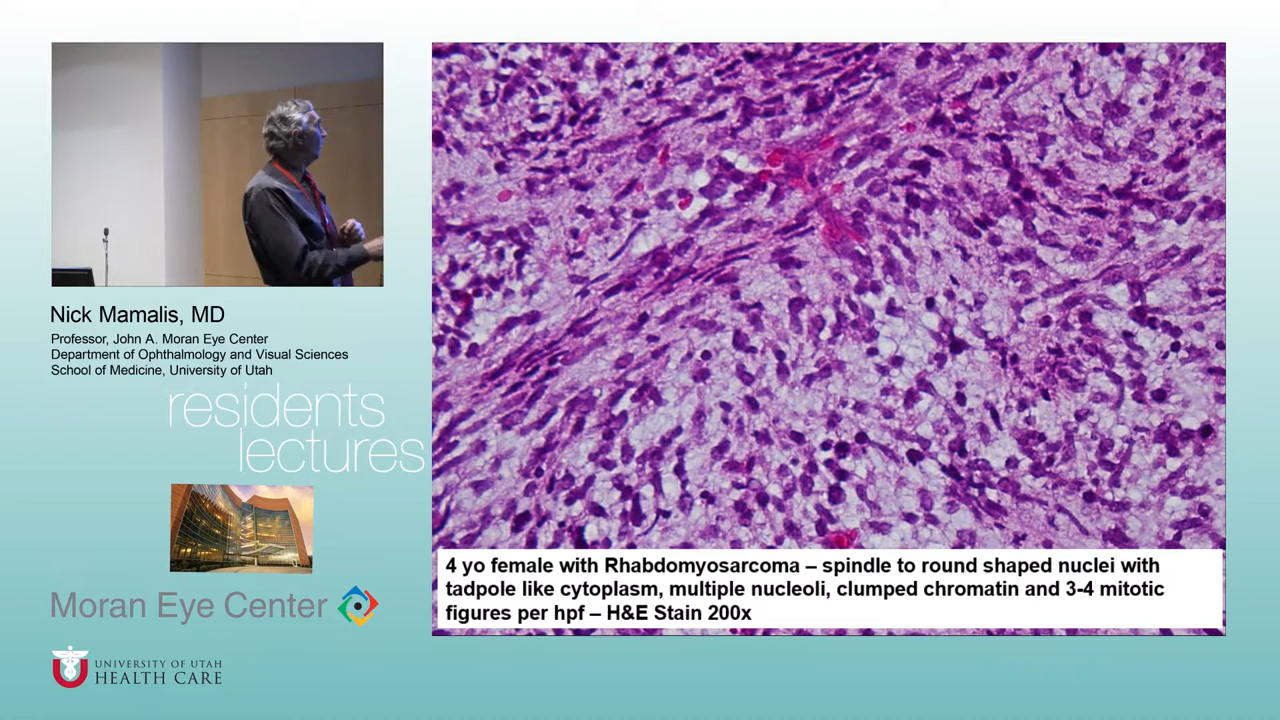 Nick Mamalis, MD
Professor, John A. Moran Eye Center
Department of Ophthalmology and Visual Sciences
School of Medicine, University of Utah
residents
lectures
Moran Eye Center
UNIVERSITY OF UTAH
HEALTH CARE
4 yo female with Rhabdomyosarcoma – spindle to round shaped nuclei with
tadpole like cytoplasm, multiple nucleoli, clumped chromatin and 3-4 mitotic
figures per hpf – H&E Stain 200x